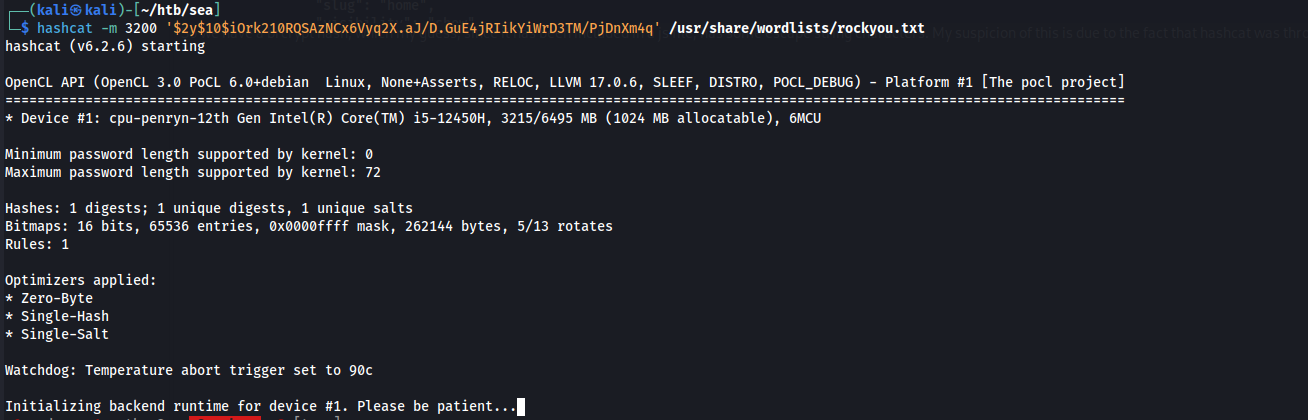 "slug": "home",
(kali㉿kali)-[~/htb/sea]
$ hashcat -m 3200 '$2y$10$iOrk210RQSAzNCx6Vyq2X.aJ/D.GuE4jRIikYiWrD3TM/PjDnXm4q' /usr/share/wordlists/rockyou.txt
My suspicion of this is due to the fact that hashcat was thro
hashcat (v6.2.6) starting
OpenCL API (OpenCL 3.0 PoCL 6.0+debian  Linux, None+Asserts, RELOC, LLVM 17.0.6, SLEEF, DISTRO, POCL_DEBUG) - Platform #1 [The pocl project]
============================================================================================================================================
* Device #1: cpu-penryn-12th Gen Intel(R) Core(TM) i5-12450H, 3215/6495 MB (1024 MB allocatable), 6MCU
Minimum password length supported by kernel: 0
Maximum password length supported by kernel: 72
Hashes: 1 digests; 1 unique digests, 1 unique salts
Bitmaps: 16 bits, 65536 entries, 0x0000ffff mask, 262144 bytes, 5/13 rotates
Rules: 1
Optimizers applied:
* Zero-Byte
* Single-Hash
* Single-Salt
Watchdog: Temperature abort trigger set to 90c
Initializing backend runtime for device #1. Please be patient...